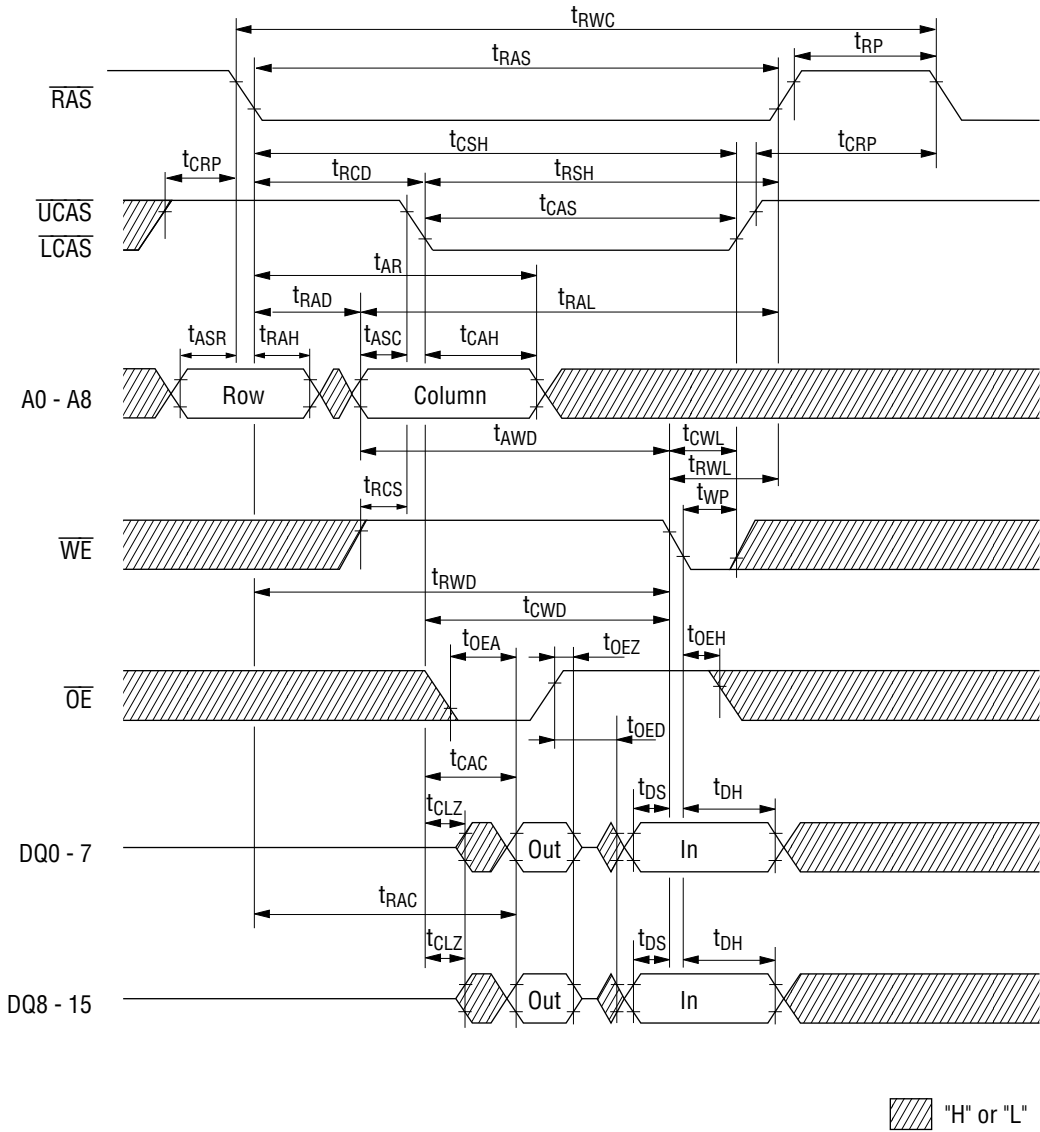 tRWC
tRP
tRAS
RAS
tCSH
tCRP
tCRP
tRCD
tRSH
UCAS
tCAS
LCAS
tAR
tRAD
tRAL
tASR
tRAH
tASC
tCAH
A0 - A8
Row
Column
tAWD
tCWL
tRWL
tRCS
tWP
WE
tRWD
tCWD
tOEA
tOEZ
tOEH
OE
tOED
tCAC
tCLZ
tDS
tDH
DQ0 - 7
Out
In
tRAC
tCLZ
tDS
tDH
DQ8 - 15
Out
In
"H" or "L"